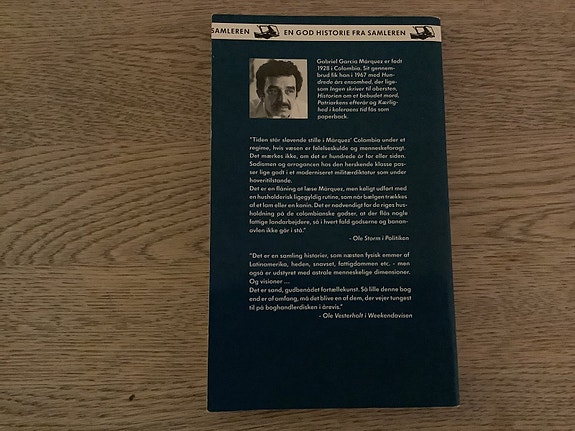 SAMLEREN
EN GOD HISTORIE FRA SAMLEREN
Gabriel García Márquez er født
1928 i Colombia. Sit gennem-
brud fik han i 1967 med Hun-
drede års ensomhed, der lige-
som Ingen skriver til obersten,
Historien om et bebudet mord,
Patriarkens efterår og Kærlig-
hed i koleraens tid fås som
paperback.
"Tiden står sløvende stille i Márquez' Colombia under et
regime, hvis væsen er følelseskulde og menneskeforagt.
Det mærkes ikke, om det er hundrede år før eller siden.
Sadismen og arrogancen hos den herskende klasse pas-
ser lige godt i et moderniseret militærdiktatur som under
hoveritilstande.
Det er en flåning at læse Márquez, men køligt udført med
en husholderisk ligegyldig rutine, som når bælgen trækkes
af et lam eller en kanin. Det er nødvendigt for de riges hus-
holdning på de colombianske godser, at der flås nogle
fattige landarbejdere, så i hvert fald godserne og banan-
avlen ikke går i stå."
- Ole Storm i Politiken
"Det er en samling historier, som næsten fysisk emmer af
Latinamerika, heden, snavset, fattigdommen etc. - men
også er udstyret med astrale menneskelige dimensioner.
Og visioner ...
Det er sand, gudbenådet fortællekunst. Så lille denne bog
end er af omfang, må det blive en af dem, der vejer tungest
til på boghandlerdisken i årevis."
- Ole Vesterholt i Weekendavisen